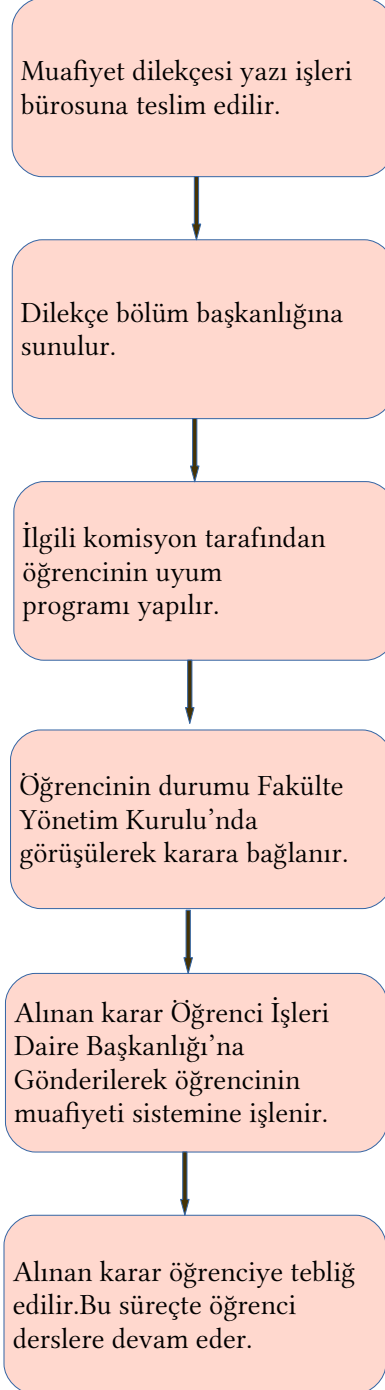 Muafiyet dilekçesi yazı işleri
bürosuna teslim edilir.
Dilekçe bölüm başkanlığına
sunulur.
İlgili komisyon tarafından
öğrencinin uyum
programı yapılır.
Öğrencinin durumu Fakülte
Yönetim Kurulu’nda
görüşülerek karara bağlanır.
Alınan karar Öğrenci İşleri
Daire Başkanlığı’na
Gönderilerek öğrencinin
muafiyeti sistemine işlenir.
Alınan karar öğrenciye tebliğ
edilir.Bu süreçte öğrenci
derslere devam eder.